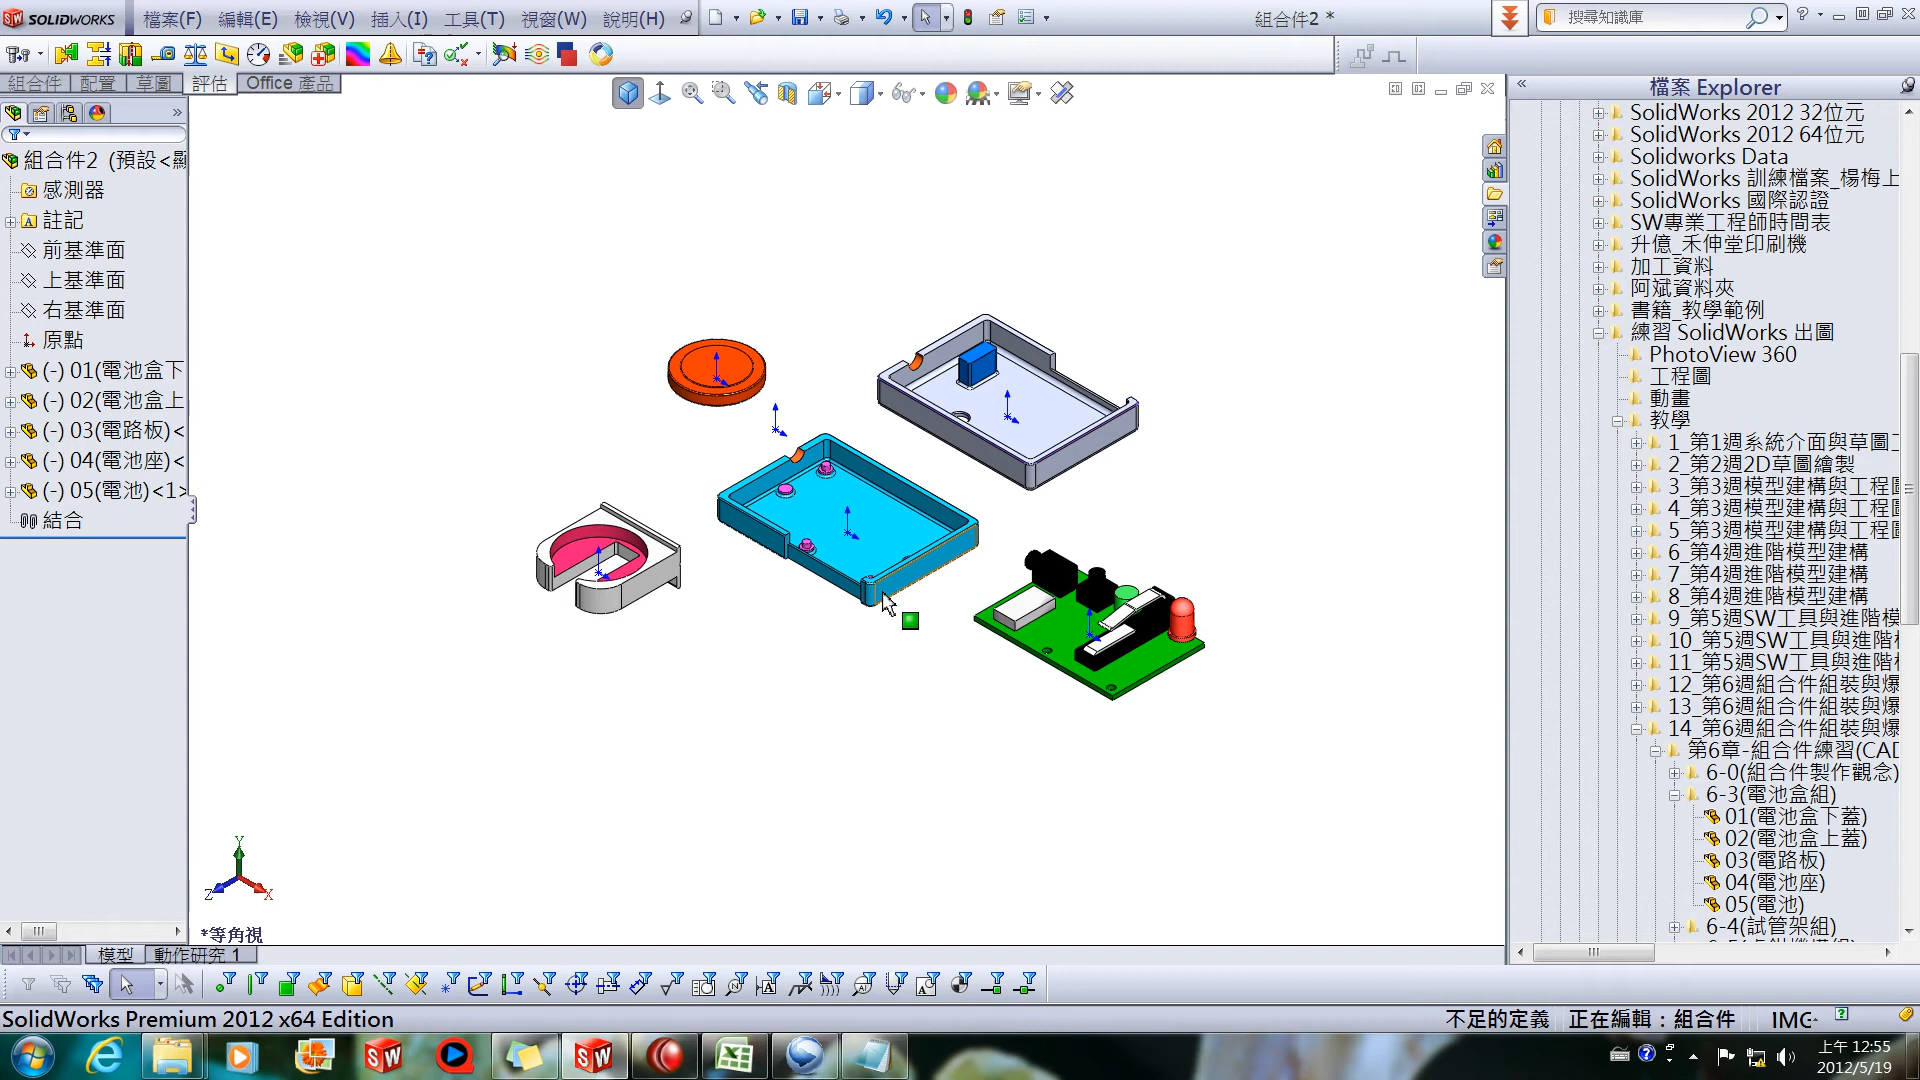 SOLIDWORKS 檔案(F) 編輯(E) 檢視(V) 插入(I) 工具(T) 視窗(W) 說明(H) 組合件2 * 搜尋知識庫
組合件 配置 草圖 評估 Office 產品
組合件2 (預設<顯
感測器
註記
前基準面
上基準面
右基準面
原點
(-) 01(電池盒下
(-) 02(電池盒上
(-) 03(電路板)<
(-) 04(電池座)<
(-) 05(電池)<1>
結合
Y
Z
X
*等角視
模型 動作研究 1
檔案 Explorer
SolidWorks 2012 32位元
SolidWorks 2012 64位元
Solidworks Data
SolidWorks 訓練檔案_楊梅上
SolidWorks 國際認證
SW專業工程師時間表
升億_禾伸堂印刷機
加工資料
阿斌資料夾
書籍_教學範例
練習 SolidWorks 出圖
PhotoView 360
工程圖
動畫
教學
1_第1週系統介面與草圖工
2_第2週2D草圖繪製
3_第3週模型建構與工程圖
4_第3週模型建構與工程圖
5_第3週模型建構與工程圖
6_第4週進階模型建構
7_第4週進階模型建構
8_第4週進階模型建構
9_第5週SW工具與進階模
10_第5週SW工具與進階模
11_第5週SW工具與進階模
12_第6週組合件組裝與爆
13_第6週組合件組裝與爆
14_第6週組合件組裝與爆
第6章-組合件練習(CAD
6-0(組合件製作觀念)
6-3(電池盒組)
01(電池盒下蓋)
02(電池盒上蓋)
03(電路板)
04(電池座)
05(電池)
6-4(試管架組)
SolidWorks Premium 2012 x64 Edition
不足的定義 正在編輯：組合件
上午 12:55
2012/5/19